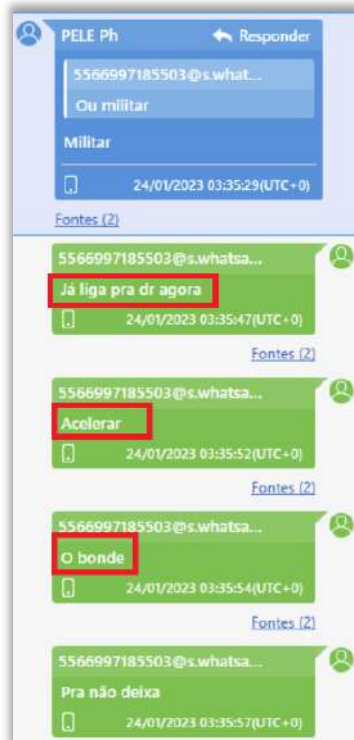 PELE Ph Responder
5566997185503@s.what...
Ou militar
Militar
24/01/2023 03:35:29(UTC+0)
Fontes (2)
5566997185503@s.whatsa...
Já liga pra dr agora
24/01/2023 03:35:47(UTC+0)
Fontes (2)
5566997185503@s.whatsa...
Acelerar
24/01/2023 03:35:52(UTC+0)
Fontes (2)
5566997185503@s.whatsa...
O bonde
24/01/2023 03:35:54(UTC+0)
Fontes (2)
5566997185503@s.whatsa...
Pra não deixa
24/01/2023 03:35:57(UTC+0)